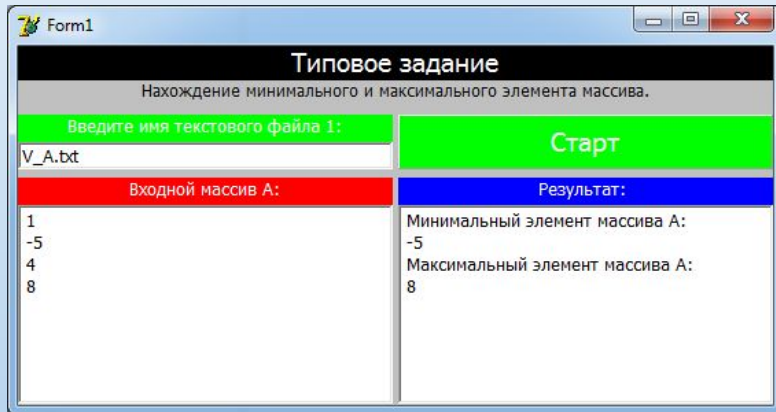 Form1
Типовое задание
Нахождение минимального и максимального элемента массива.
Введите имя текстового файла 1:
V_A.txt
Старт
Входной массив А:
1
-5
4
8
Результат:
Минимальный элемент массива А:
-5
Максимальный элемент массива А:
8